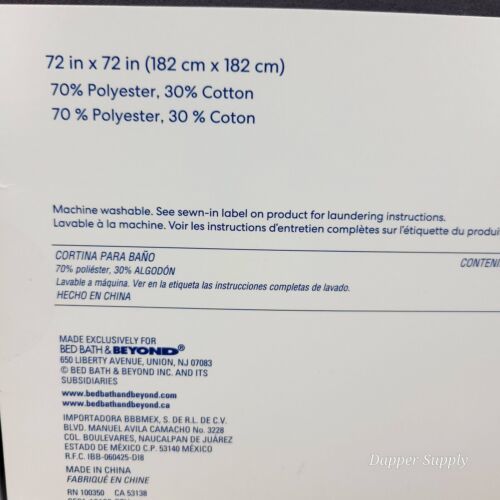 72 in x 72 in (182 cm x 182 cm)
70% Polyester, 30% Cotton
70 % Polyester, 30 % Coton
Machine washable. See sewn-in label on product for laundering instructions.
Lavable à la machine. Voir les instructions d'entretien complètes sur l'étiquette du produi
CORTINA PARA BAÑO
70% poliéster, 30% ALGODÓN
CONTENI
Lavable a máquina. Ver en la etiqueta las instrucciones completas de lavado.
HECHO EN CHINA
MADE EXCLUSIVELY FOR
BED BATH & BEYOND®
650 LIBERTY AVENUE, UNION, NJ 07083
© BED BATH & BEYOND INC. AND ITS
SUBSIDIARIES
www.bedbathandbeyond.com
www.bedbathandbeyond.ca
IMPORTADORA BBBMEX, S. DE R.L. DE C.V.
BLVD. MANUEL AVILA CAMACHO No. 3228
COL. BOULEVARES, NAUCALPAN DE JUÁREZ
ESTADO DE MÉXICO C.P. 53140 MÉXICO
R.F.C. IBB-060425-DI8
MADE IN CHINA
FABRIQUÉ EN CHINE
RN 100350 CA 53138
Dapper Supply